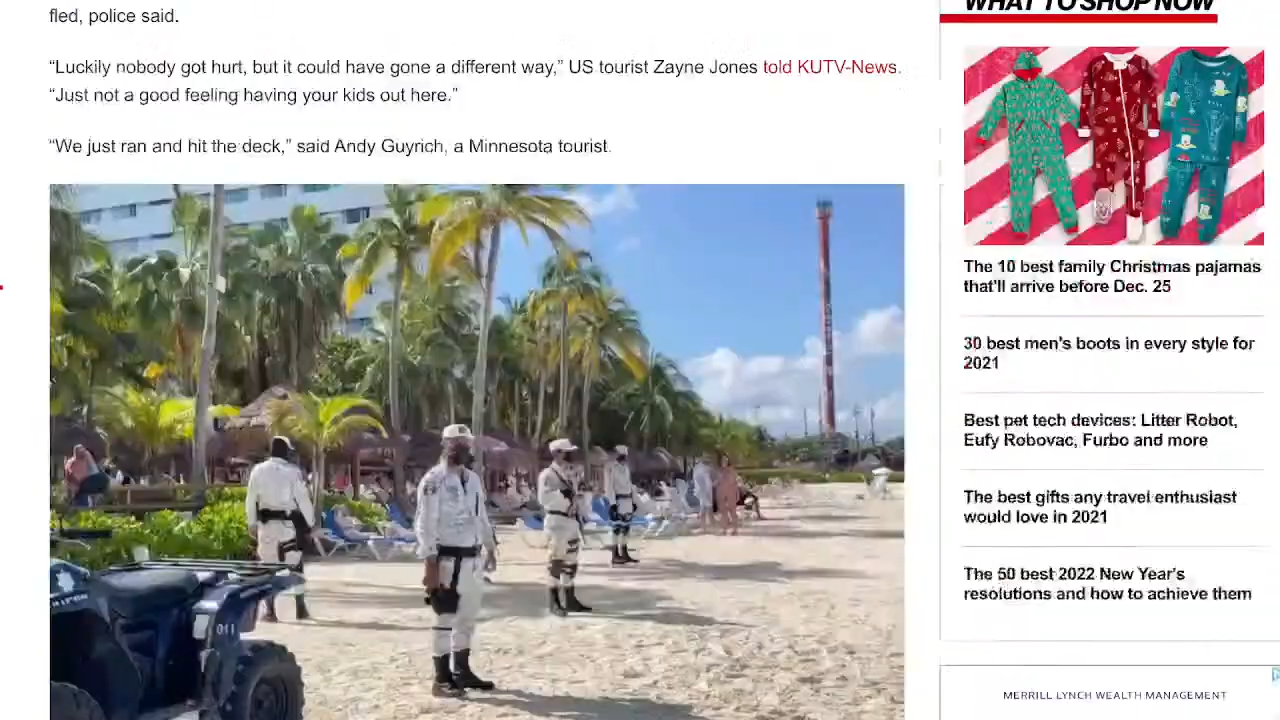 fled, police said.
“Luckily nobody got hurt, but it could have gone a different way,” US tourist Zayne Jones told KUTV-News.
“Just not a good feeling having your kids out here.”
“We just ran and hit the deck,” said Andy Guyrich, a Minnesota tourist.
011
WHAT TO SHOP NOW
The 10 best family Christmas pajamas
that'll arrive before Dec. 25
30 best men's boots in every style for
2021
Best pet tech devices: Litter Robot,
Eufy Robovac, Furbo and more
The best gifts any travel enthusiast
would love in 2021
The 50 best 2022 New Year's
resolutions and how to achieve them
MERRILL LYNCH WEALTH MANAGEMENT